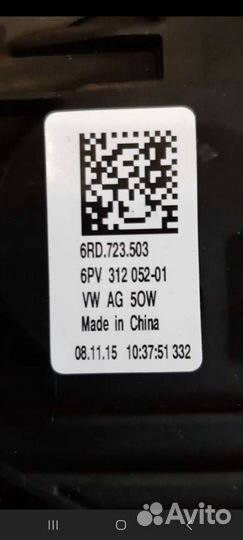 6RD.723.503
6PV 312 052-01
VW AG 5OW
Made in China
08.11.15 10:37:51 332
Avito